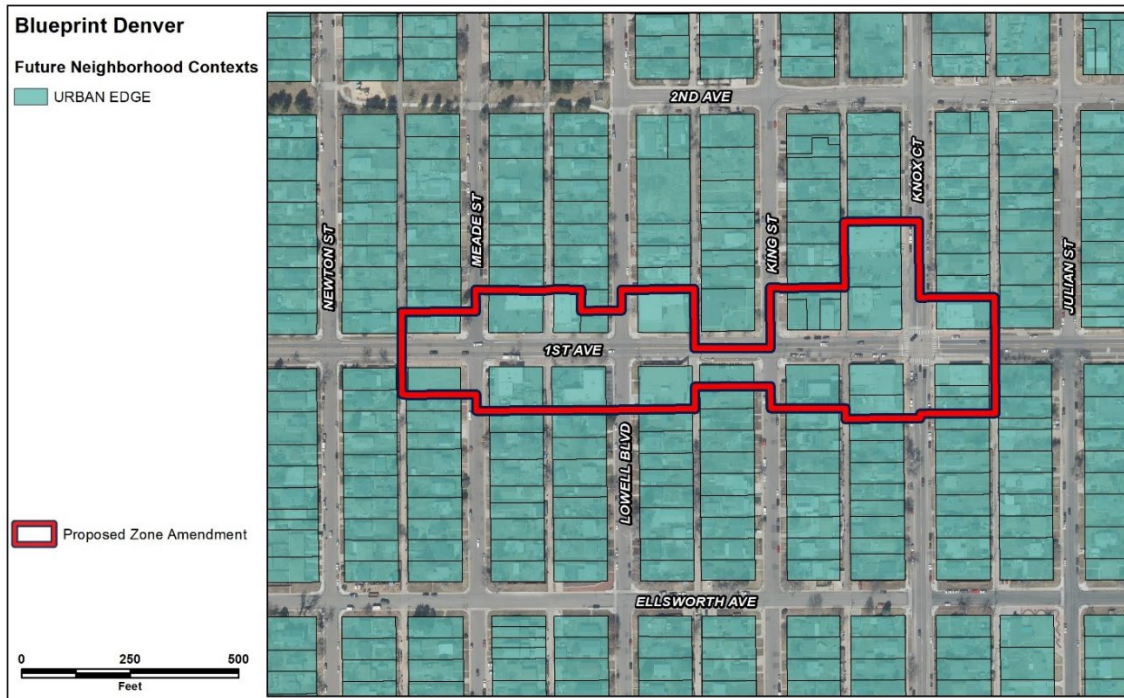 Blueprint Denver
Future Neighborhood Contexts
URBAN EDGE
2ND AVE
NEWTON ST
MEADE ST
KING ST
KNOX CT
JULIAN ST
1ST AVE
LOWELL BLVD
Proposed Zone Amendment
ELLSWORTH AVE
0 250 500
Feet